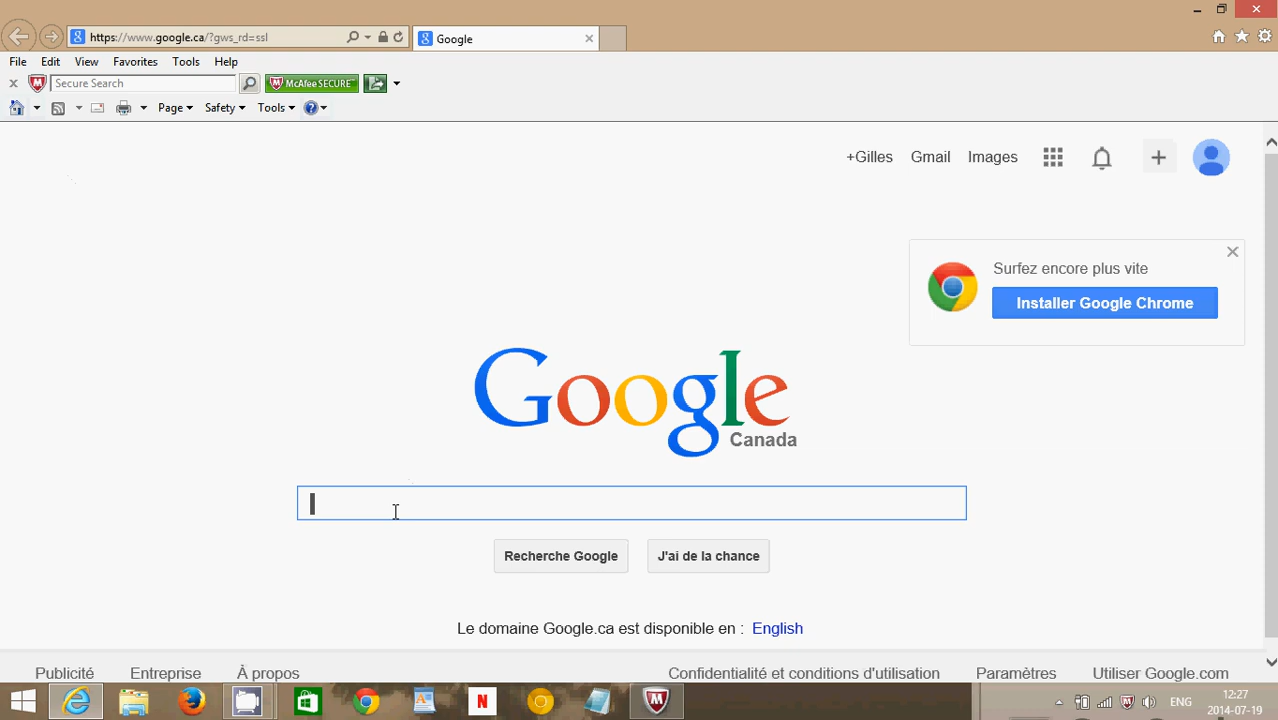 https://www.google.ca/?gws_rd=ssl
Google
File Edit View Favorites Tools Help
Secure Search McAfee SECURE™
Page Safety Tools
+Gilles Gmail Images
Surfez encore plus vite
Installer Google Chrome
Google
Canada
Recherche Google J'ai de la chance
Le domaine Google.ca est disponible en : English
Publicité Entreprise À propos Confidentialité et conditions d'utilisation Paramètres Utiliser Google.com
N ENG 12:27
2014-07-19